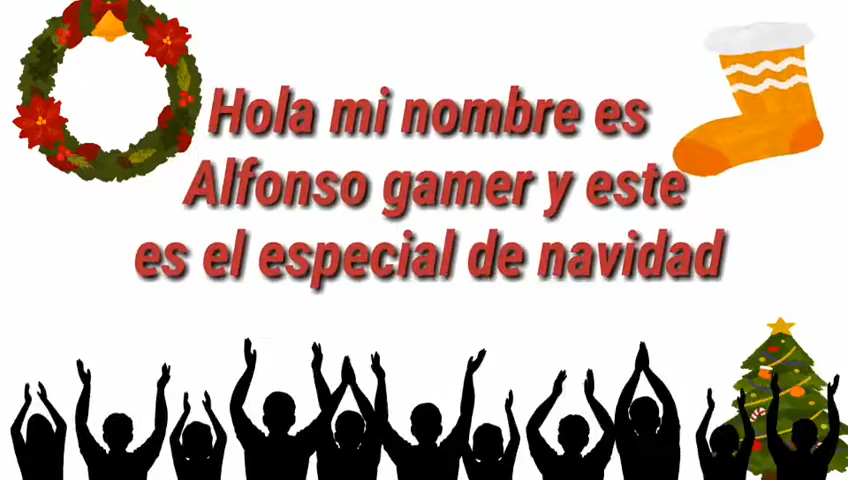 Hola mi nombre es
Alfonso gamer y este
es el especial de navidad